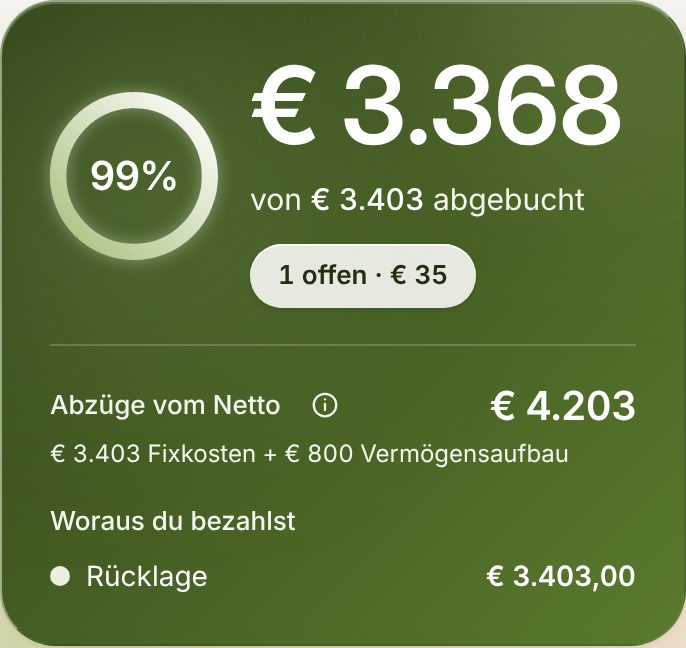 99%
€ 3.368
von € 3.403 abgebucht
1 offen · € 35
Abzüge vom Netto € 4.203
€ 3.403 Fixkosten + € 800 Vermögensaufbau
Woraus du bezahlst
Rücklage € 3.403,00